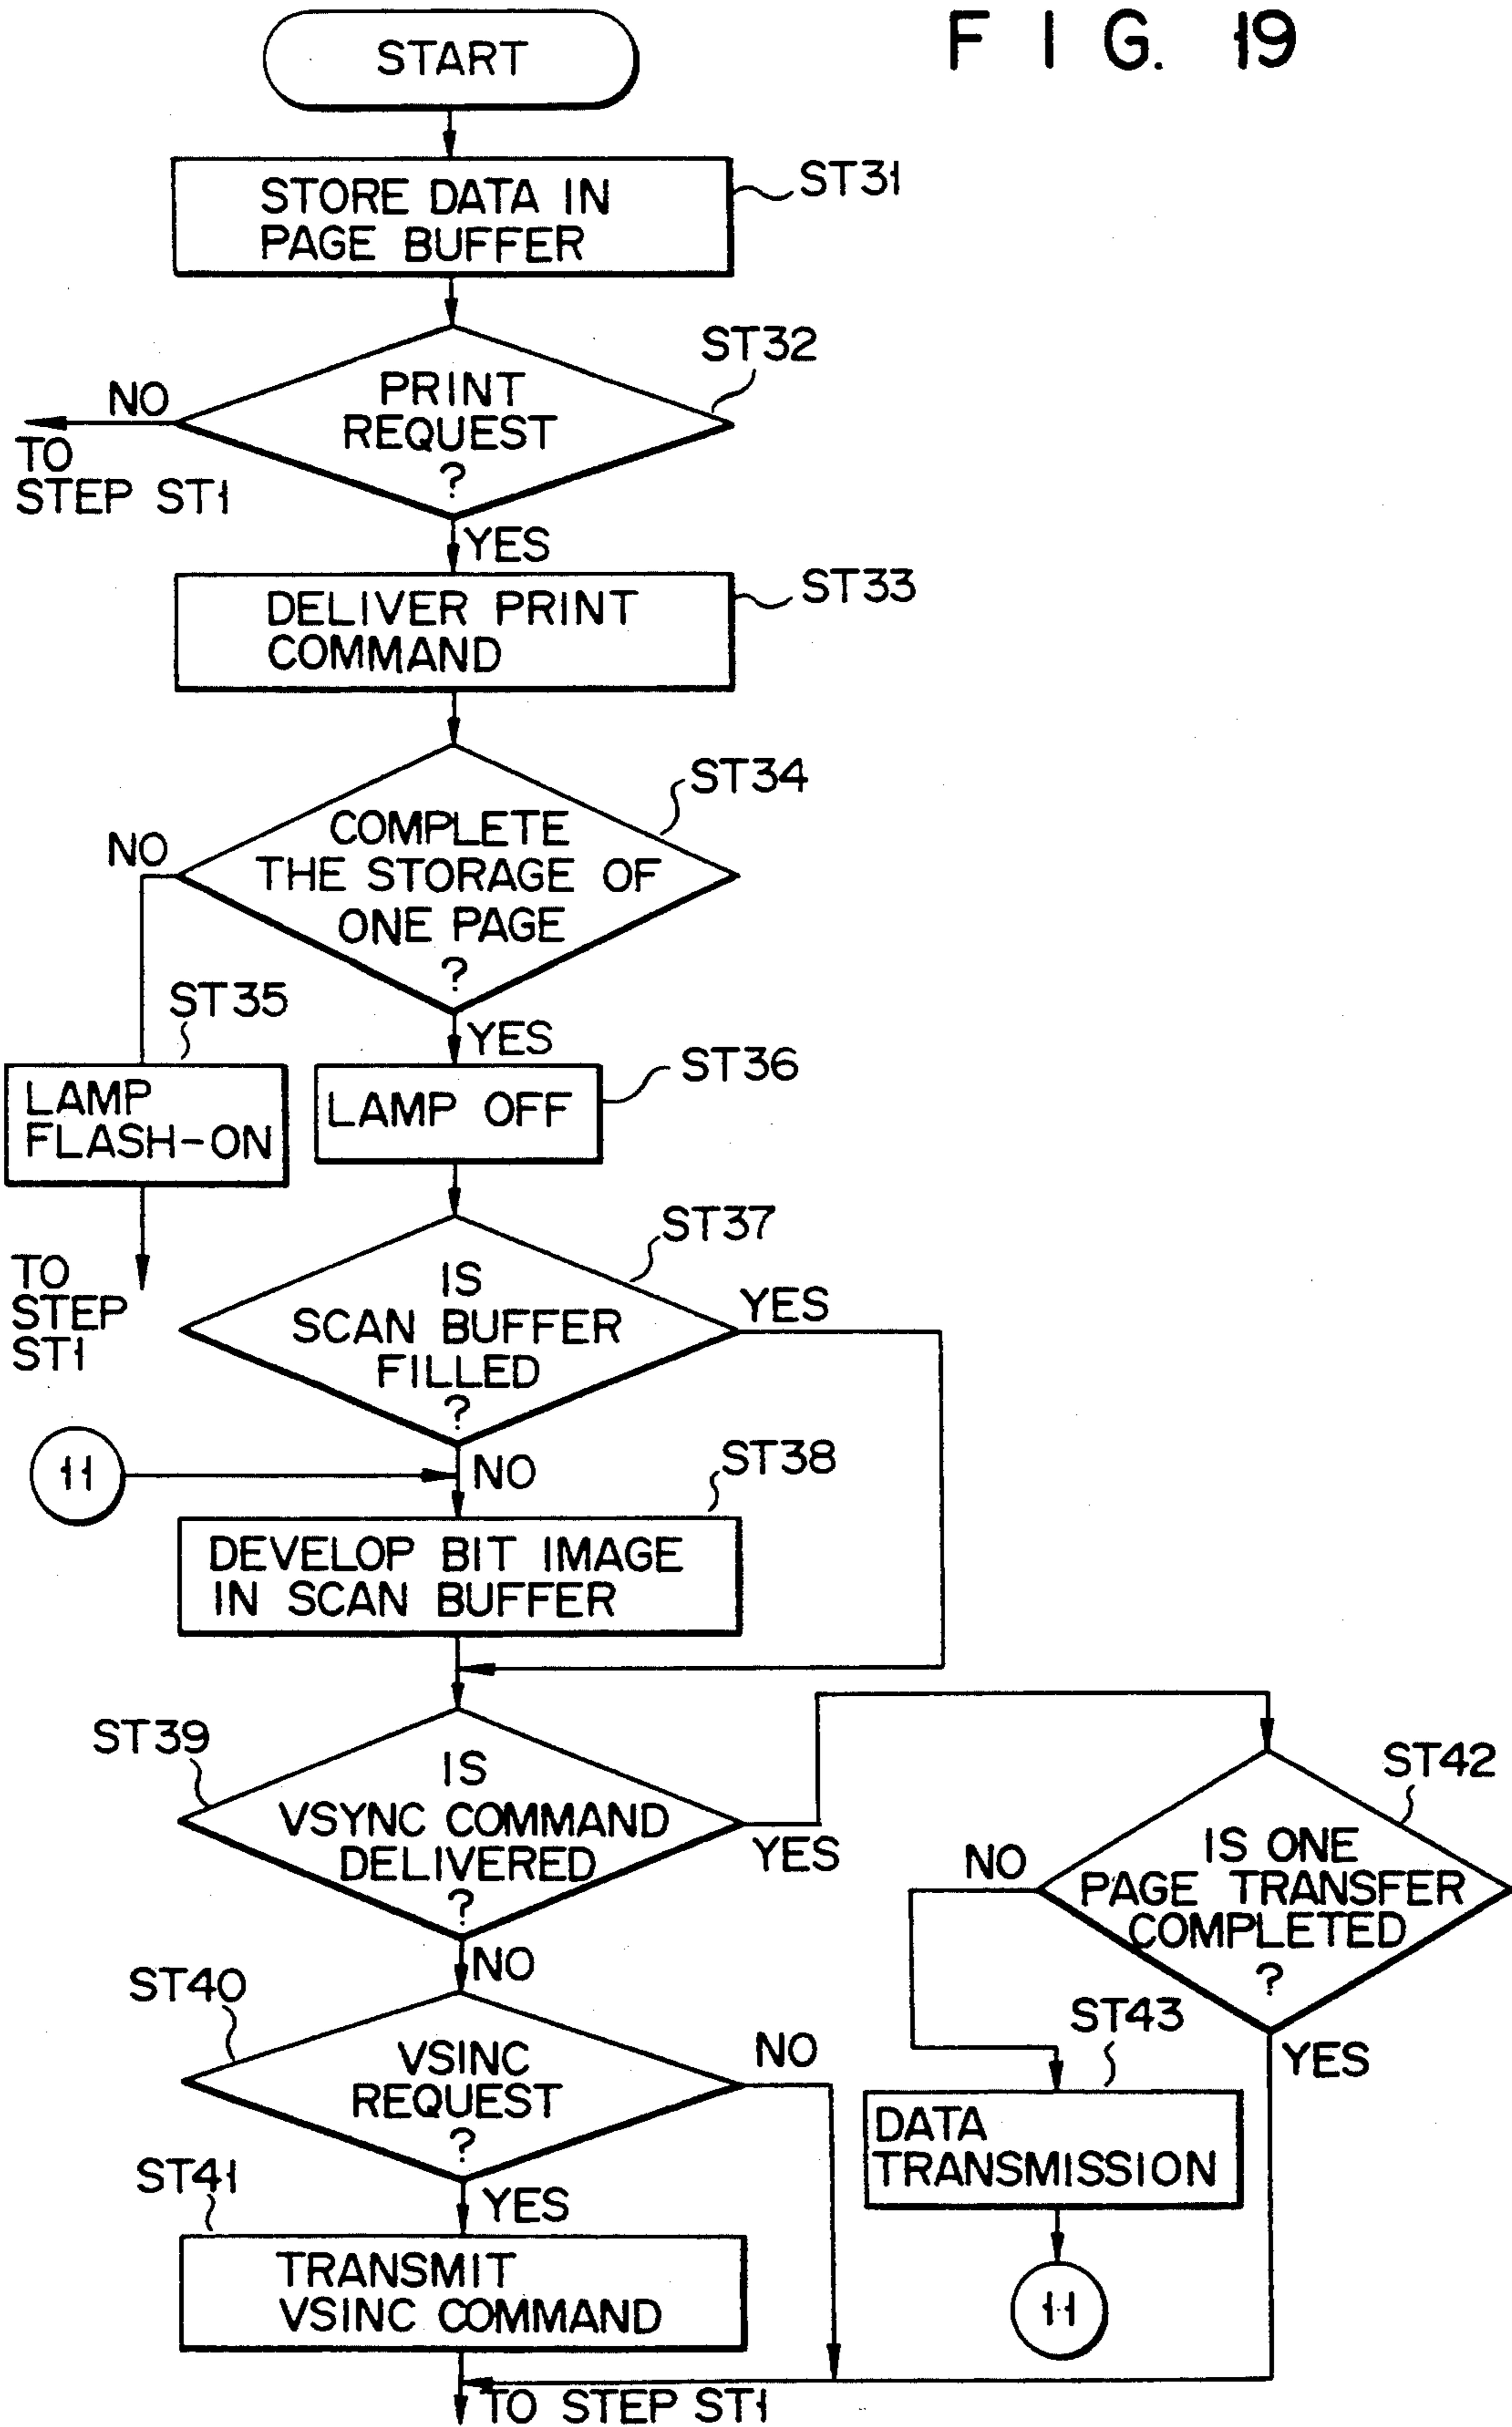 FIG. 19
START
STORE DATA IN
PAGE BUFFER
ST31
PRINT
REQUEST
?
ST32
NO
TO
STEP ST1
YES
DELIVER PRINT
COMMAND
ST33
COMPLETE
THE STORAGE OF
ONE PAGE
?
ST34
NO
YES
ST35
LAMP
FLASH-ON
TO
STEP
ST1
LAMP OFF
ST36
IS
SCAN BUFFER
FILLED
?
ST37
YES
NO
11
ST38
DEVELOP BIT IMAGE
IN SCAN BUFFER
ST39
IS
VSYNC COMMAND
DELIVERED
?
YES
NO
ST42
IS ONE
PAGE TRANSFER
COMPLETED
?
NO
YES
ST40
VSINC
REQUEST
?
NO
YES
ST43
DATA
TRANSMISSION
11
ST41
TRANSMIT
VSINC COMMAND
TO STEP ST1